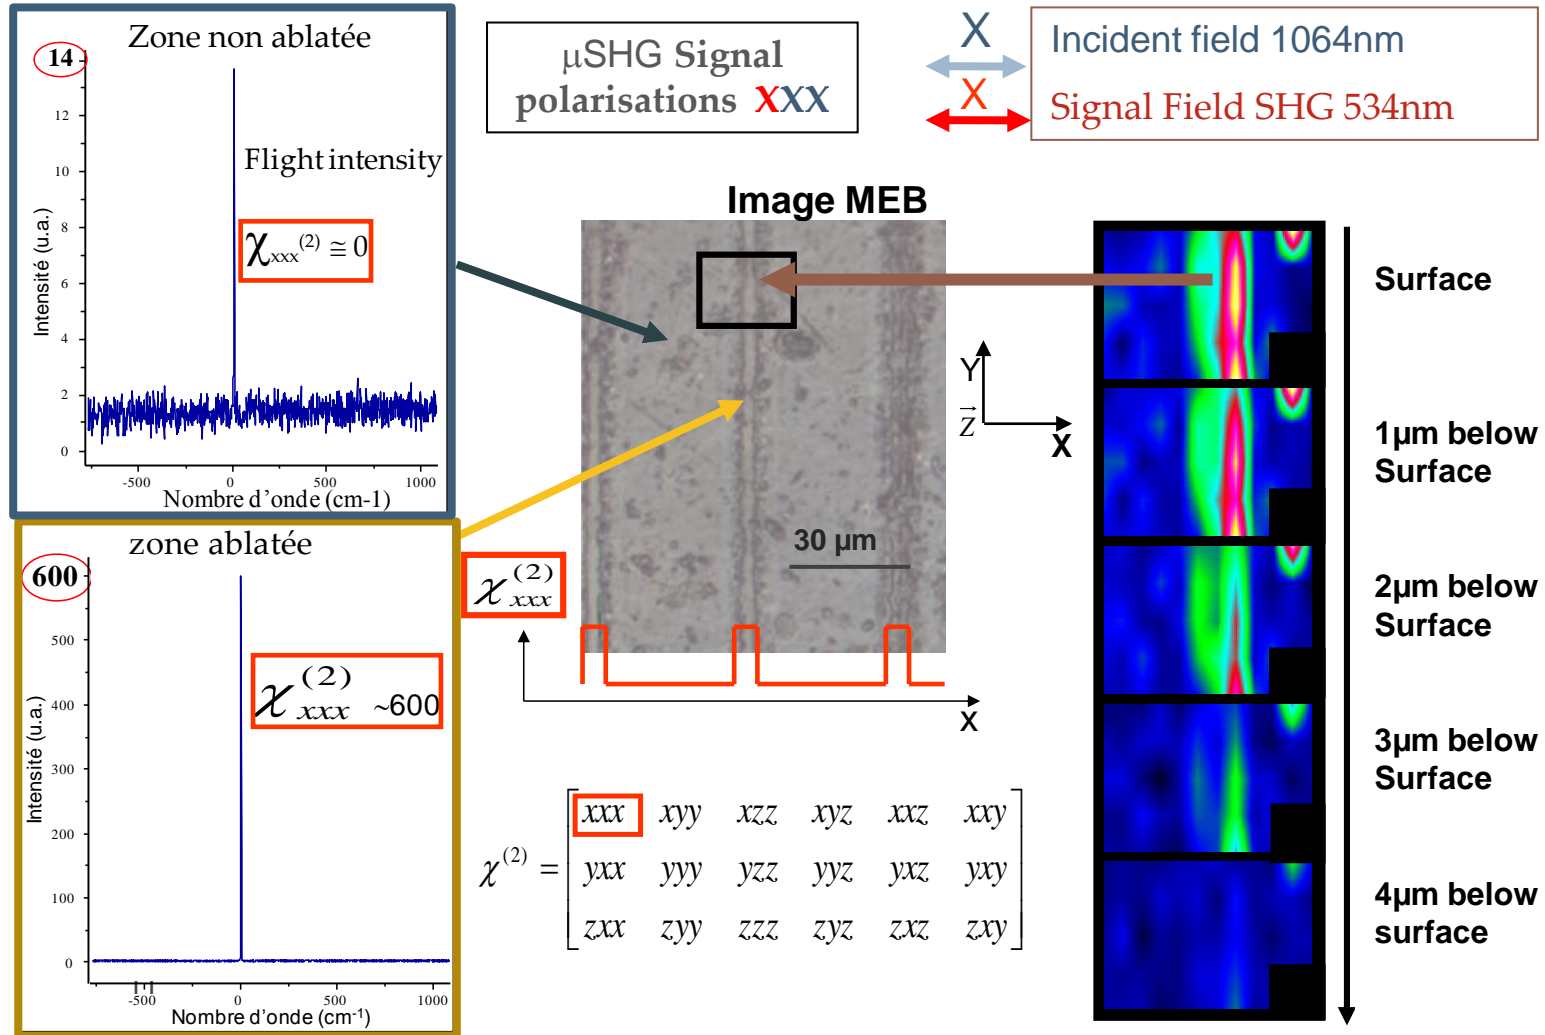 Zone non ablatée
14
12
10
8
6
4
2
0
Intensité (u.a.)
Flight intensity
χxxx(2) ≅ 0
-500
0
500
1000
Nombre d'onde (cm-1)
zone ablatée
600
500
400
300
200
100
0
Intensité (u.a.)
χ(2)xxx ~600
-500
0
500
1000
Nombre d'onde (cm-1)
µSHG Signal
polarisations XXX
X
X
Incident field 1064nm
Signal Field SHG 534nm
Image MEB
30 µm
Y
Z
X
χ(2)xxx
x
χ(2) =
xxx xyy xzz xyz xxz xxy
yxx yyy yzz yyz yxz yxy
zxx zyy zzz zyz zxz zxy
Surface
1µm below
Surface
2µm below
Surface
3µm below
Surface
4µm below
surface